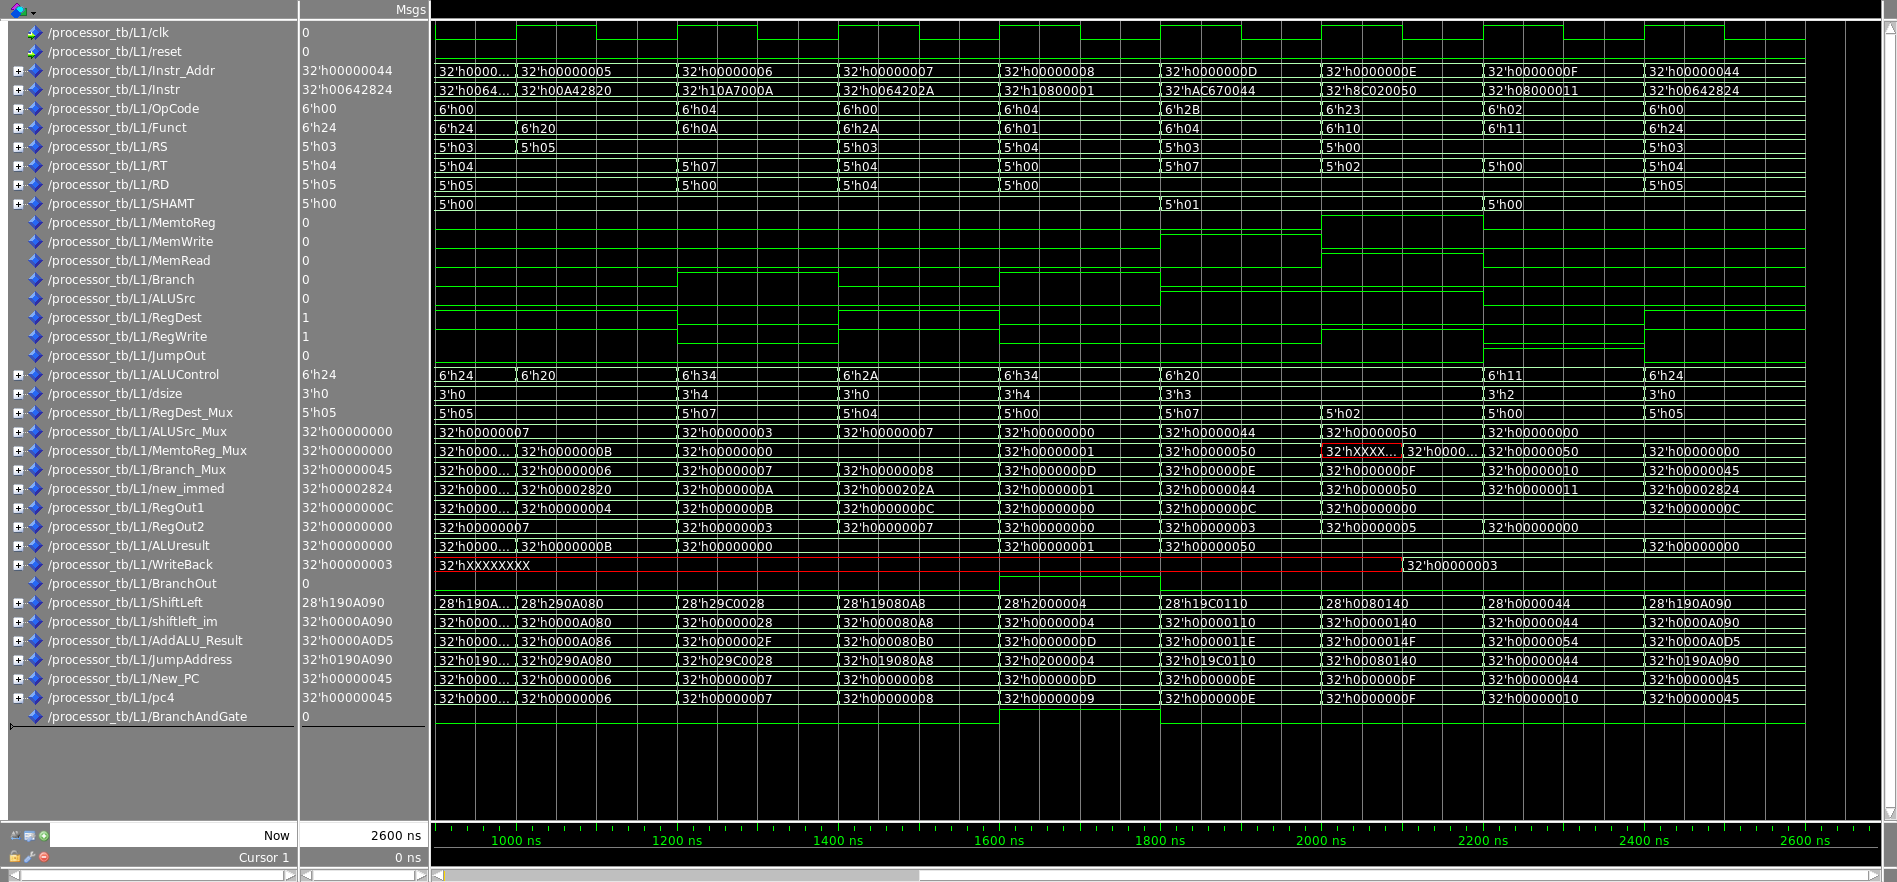 Msgs
/processor_tb/L1/clk 0
/processor_tb/L1/reset 0
/processor_tb/L1/Instr_Addr 32'h00000044 32'h0000... 32'h00000005 32'h00000006 32'h00000007 32'h00000008 32'h0000000D 32'h0000000E 32'h0000000F 32'h00000044
/processor_tb/L1/Instr 32'h00642824 32'h0064... 32'h00A42820 32'h10A7000A 32'h0064202A 32'h10800001 32'hAC670044 32'h8C020050 32'h08000011 32'h00642824
/processor_tb/L1/OpCode 6'h00 6'h00 6'h04 6'h00 6'h04 6'h2B 6'h23 6'h02 6'h00
/processor_tb/L1/Funct 6'h24 6'h24 6'h20 6'h0A 6'h2A 6'h01 6'h04 6'h10 6'h11 6'h24
/processor_tb/L1/RS 5'h03 5'h03 5'h05 5'h03 5'h04 5'h03 5'h00 5'h03
/processor_tb/L1/RT 5'h04 5'h04 5'h07 5'h04 5'h00 5'h07 5'h02 5'h00 5'h04
/processor_tb/L1/RD 5'h05 5'h05 5'h00 5'h04 5'h00 5'h05
/processor_tb/L1/SHAMT 5'h00 5'h00 5'h01 5'h00
/processor_tb/L1/MemtoReg 0
/processor_tb/L1/MemWrite 0
/processor_tb/L1/MemRead 0
/processor_tb/L1/Branch 0
/processor_tb/L1/ALUSrc 0
/processor_tb/L1/RegDest 1
/processor_tb/L1/RegWrite 1
/processor_tb/L1/JumpOut 0
/processor_tb/L1/ALUControl 6'h24 6'h24 6'h20 6'h34 6'h2A 6'h34 6'h20 6'h11 6'h24
/processor_tb/L1/dsize 3'h0 3'h0 3'h4 3'h0 3'h4 3'h3 3'h2 3'h0
/processor_tb/L1/RegDest_Mux 5'h05 5'h05 5'h07 5'h04 5'h00 5'h07 5'h02 5'h00 5'h05
/processor_tb/L1/ALUSrc_Mux 32'h00000000 32'h00000007 32'h00000003 32'h00000007 32'h00000000 32'h00000044 32'h00000050 32'h00000000
/processor_tb/L1/MemtoReg_Mux 32'h00000000 32'h0000... 32'h0000000B 32'h00000000 32'h00000001 32'h00000050 32'hXXXX... 32'h0000... 32'h00000050 32'h00000000
/processor_tb/L1/Branch_Mux 32'h00000045 32'h0000... 32'h00000006 32'h00000007 32'h00000008 32'h0000000D 32'h0000000E 32'h0000000F 32'h00000010 32'h00000045
/processor_tb/L1/new_immed 32'h00002824 32'h0000... 32'h00002820 32'h0000000A 32'h0000202A 32'h00000001 32'h00000044 32'h00000050 32'h00000011 32'h00002824
/processor_tb/L1/RegOut1 32'h0000000C 32'h0000... 32'h00000004 32'h0000000B 32'h0000000C 32'h00000000 32'h0000000C 32'h00000000 32'h0000000C
/processor_tb/L1/RegOut2 32'h00000000 32'h00000007 32'h00000003 32'h00000007 32'h00000000 32'h00000003 32'h00000005 32'h00000000
/processor_tb/L1/ALUresult 32'h00000000 32'h0000... 32'h0000000B 32'h00000000 32'h00000001 32'h00000050 32'h00000000
/processor_tb/L1/WriteBack 32'h00000003 32'hXXXXXXXX 32'h00000003
/processor_tb/L1/BranchOut 0
/processor_tb/L1/ShiftLeft 28'h190A090 28'h190A... 28'h290A080 28'h29C0028 28'h19080A8 28'h2000004 28'h19C0110 28'h0080140 28'h0000044 28'h190A090
/processor_tb/L1/shiftleft_im 32'h0000A090 32'h0000... 32'h0000A080 32'h00000028 32'h000080A8 32'h00000004 32'h00000110 32'h00000140 32'h00000044 32'h0000A090
/processor_tb/L1/AddALU_Result 32'h0000A0D5 32'h0000... 32'h0000A086 32'h0000002F 32'h000080B0 32'h0000000D 32'h0000011E 32'h0000014F 32'h00000054 32'h0000A0D5
/processor_tb/L1/JumpAddress 32'h0190A090 32'h0190... 32'h0290A080 32'h029C0028 32'h019080A8 32'h02000004 32'h019C0110 32'h00080140 32'h00000044 32'h0190A090
/processor_tb/L1/New_PC 32'h00000045 32'h0000... 32'h00000006 32'h00000007 32'h00000008 32'h0000000D 32'h0000000E 32'h0000000F 32'h00000044 32'h00000045
/processor_tb/L1/pc4 32'h00000045 32'h0000... 32'h00000006 32'h00000007 32'h00000008 32'h00000009 32'h0000000E 32'h0000000F 32'h00000010 32'h00000045
/processor_tb/L1/BranchAndGate 0
Now 2600 ns 1000 ns 1200 ns 1400 ns 1600 ns 1800 ns 2000 ns 2200 ns 2400 ns 2600 ns
Cursor 1 0 ns